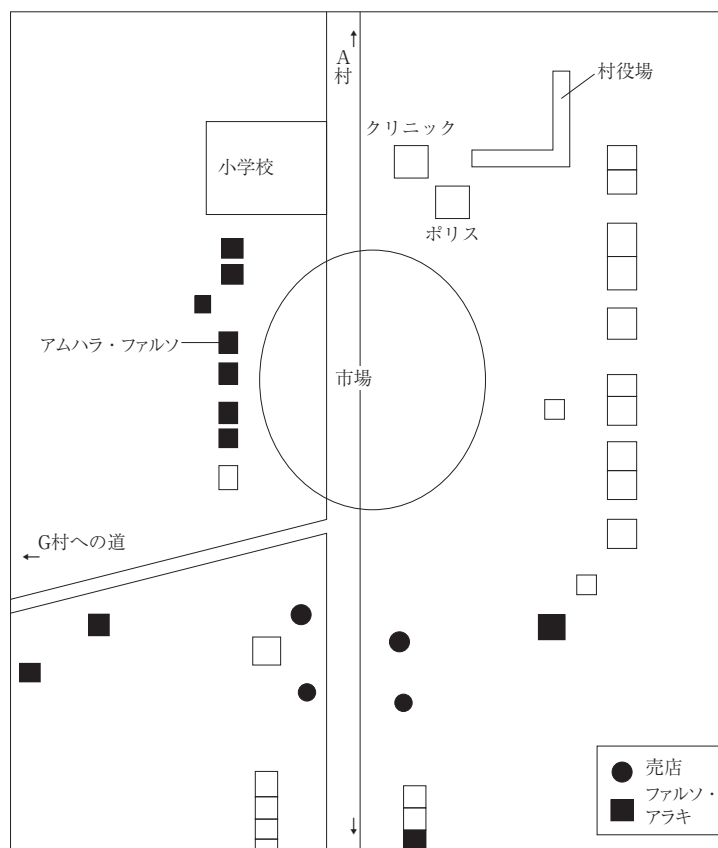 A村
村役場
クリニック
小学校
ポリス
アムハラ・ファルソ
市場
G村への道
売店
ファルソ・
アラキ